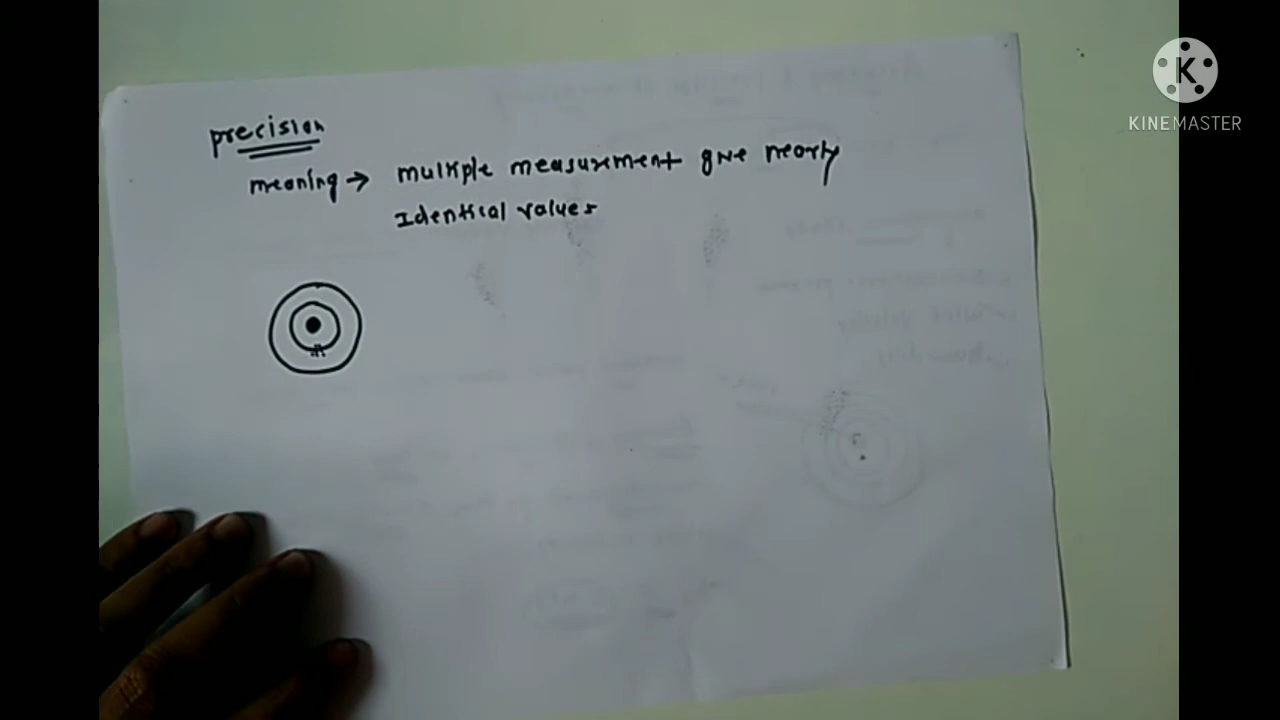 precision
meaning → multiple measurement give nearly
Identical values
K
KINEMASTER